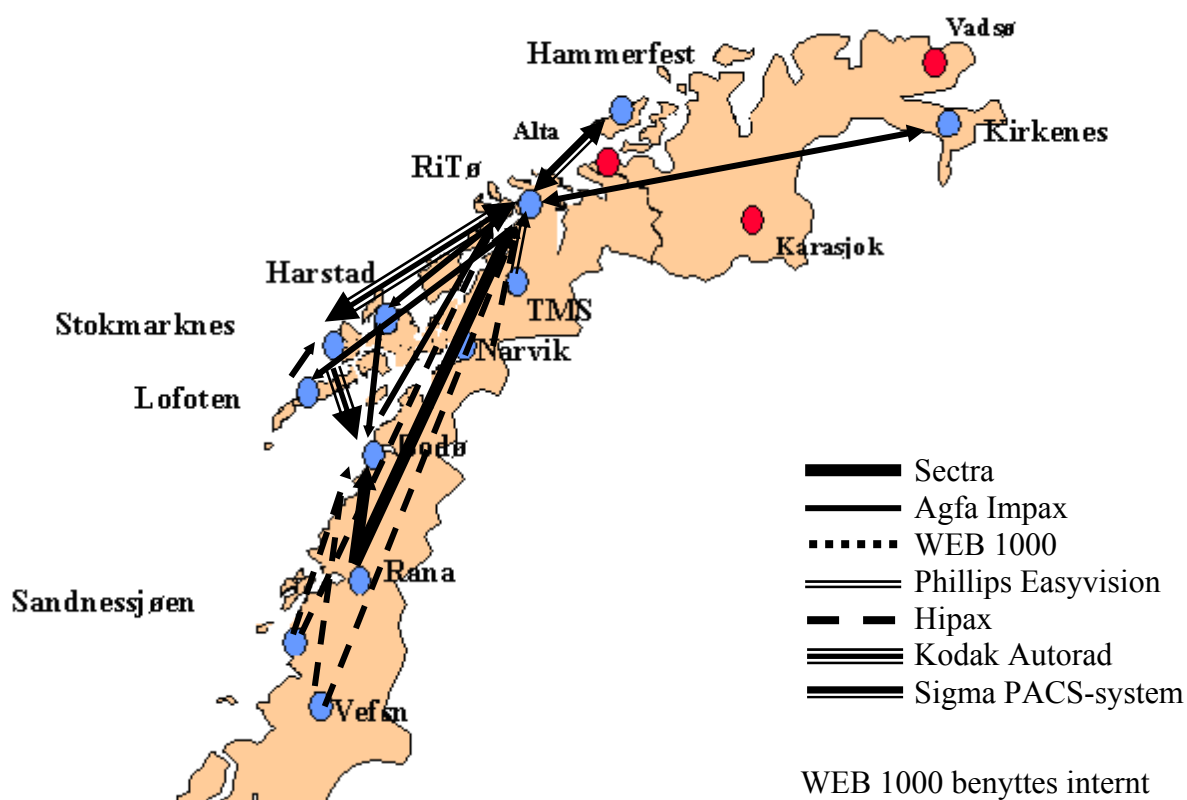 Vadsø
Hammerfest
Alta
Kirkenes
RiTø
Karasjok
Harstad
TMS
Stokmarknes
Narvik
Lofoten
Bodø
Sectra
Agfa Impax
WEB 1000
Rana
Phillips Easyvision
Sandnessjøen
Hipax
Kodak Autorad
Sigma PACS-system
Vefsn
WEB 1000 benyttes internt